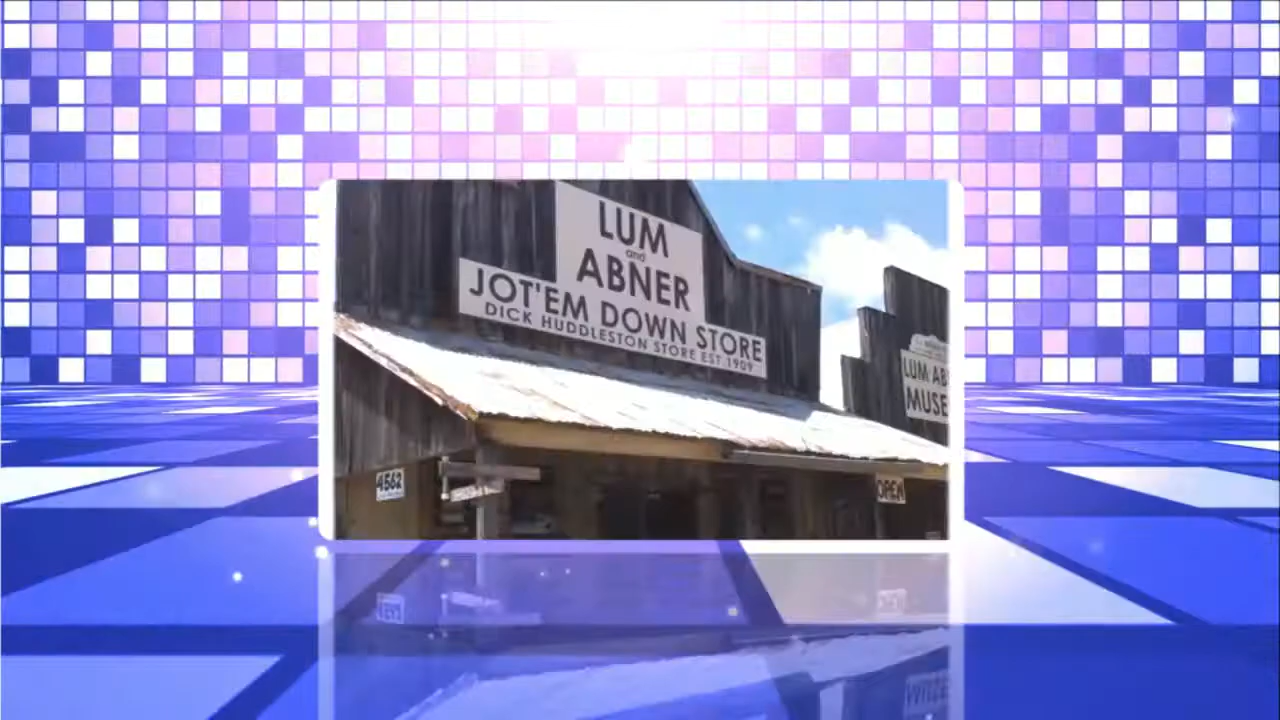 LUM
and
ABNER
JOT'EM DOWN STORE
DICK HUDDLESTON STORE EST 1909
LUM AB
MUSE
4562
OPEN